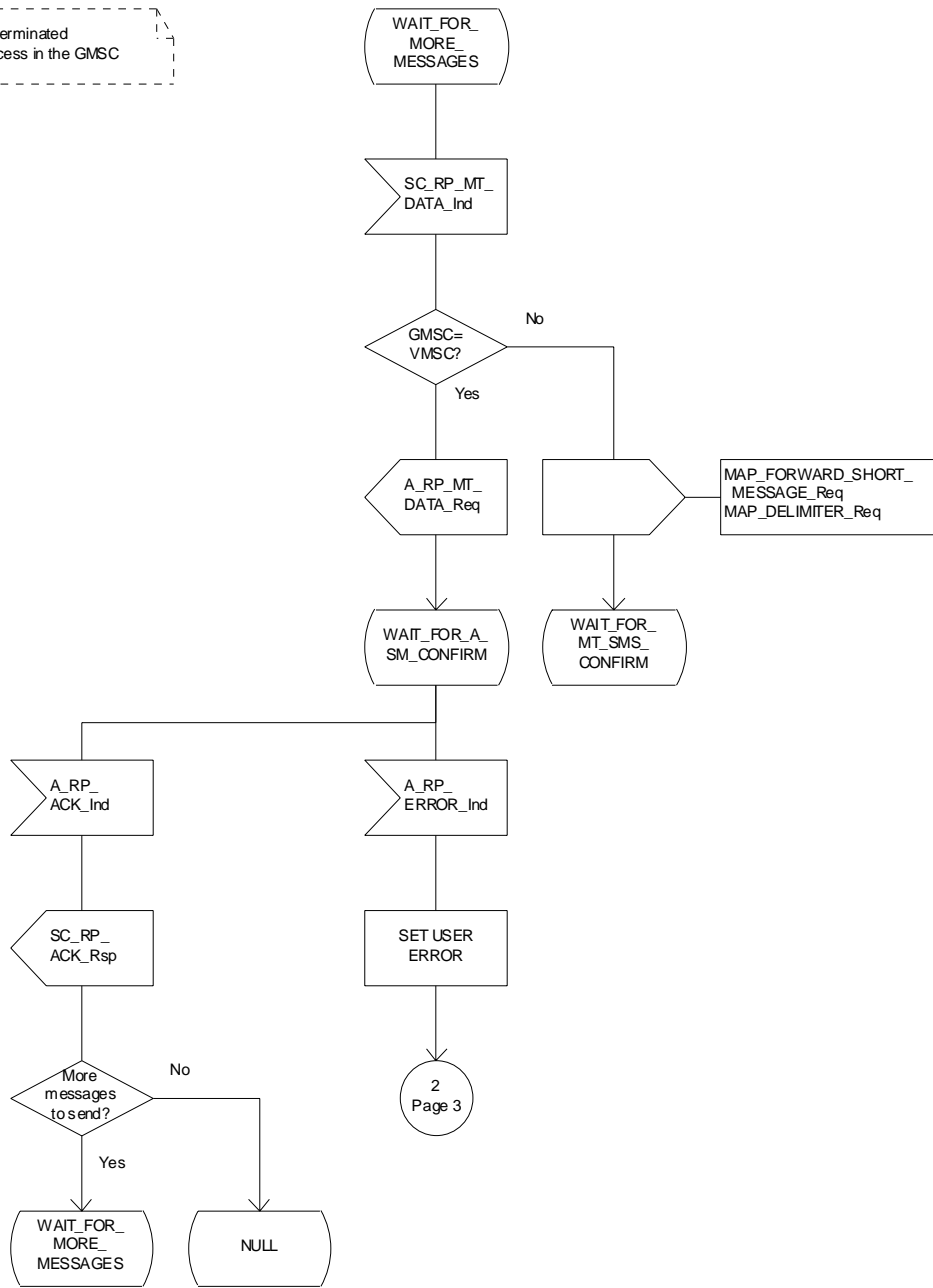 erminated
cess in the GMSC
WAIT_FOR_
MORE_
MESSAGES
SC_RP_MT_
DATA_Ind
GMSC=
VMSC?
No
Yes
A_RP_MT_
DATA_Req
MAP_FORWARD_SHORT_
MESSAGE_Req
MAP_DELIMITER_Req
WAIT_FOR_A_
SM_CONFIRM
WAIT_FOR_
MT_SMS_
CONFIRM
A_RP_
ACK_Ind
A_RP_
ERROR_Ind
SC_RP_
ACK_Rsp
SET USER
ERROR
More
messages
to send?
No
Yes
2
Page 3
WAIT_FOR_
MORE_
MESSAGES
NULL